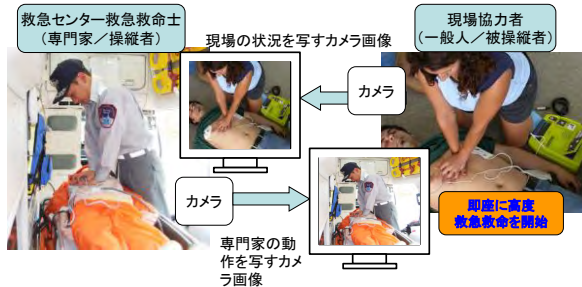 救急センター救急救命士
(専門家／操縦者)
現場の状況を写すカメラ画像
現場協力者
(一般人／被操縦者)
カメラ
カメラ
専門家の動
作を写すカメ
ラ画像
即座に高度
救急救命を開始